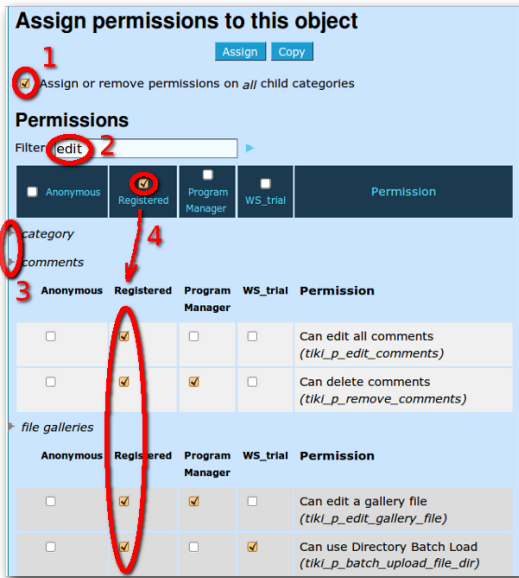 Assign permissions to this object
Assign Copy
1
Assign or remove permissions on all child categories
Permissions
Filter: edit 2
Anonymous Registered Program Manager WS_trial Permission
4
category
comments
3
Anonymous Registered Program Manager WS_trial Permission
Can edit all comments
(tiki_p_edit_comments)
Can delete comments
(tiki_p_remove_comments)
file galleries
Anonymous Registered Program Manager WS_trial Permission
Can edit a gallery file
(tiki_p_edit_gallery_file)
Can use Directory Batch Load
(tiki_p_batch_upload_file_dir)